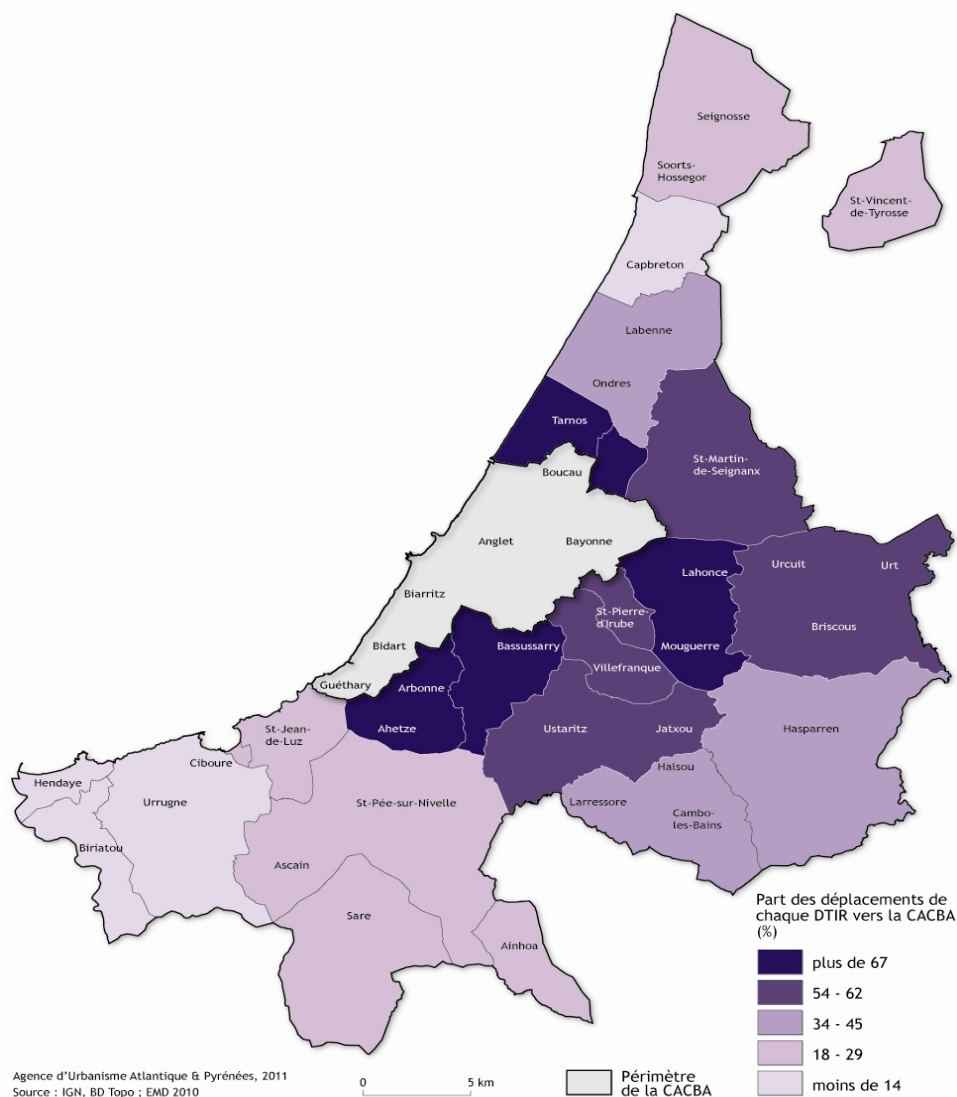 Seignosse
Soorts-
Hossegor
St-Vincent-
de-Tyrosse
Capbreton
Labenne
Ondres
Tarnos
Boucau
St-Martin-
de-Seignanx
Anglet
Bayonne
Lahonce
Urcuit
Urt
Biarritz
St-Pierre-
d'Irube
Briscous
Bidart
Bassussarry
Mouguerre
Villefranque
Guéthary
Arbonne
Ahetze
Ustaritz
Jatxou
Hasparren
St-Jean-
de-Luz
Ciboure
Halsou
Hendaye
Urrugne
St-Pée-sur-Nivelle
Larressore
Cambo-
les-Bains
Biriatou
Ascain
Sare
Ainhoa
Part des déplacements de
chaque DTIR vers la CACBA
(%)
plus de 67
54 - 62
34 - 45
18 - 29
moins de 14
Périmètre
de la CACBA
0
5 km
Agence d'Urbanisme Atlantique & Pyrénées, 2011
Source : IGN, BD Topo ; EMD 2010